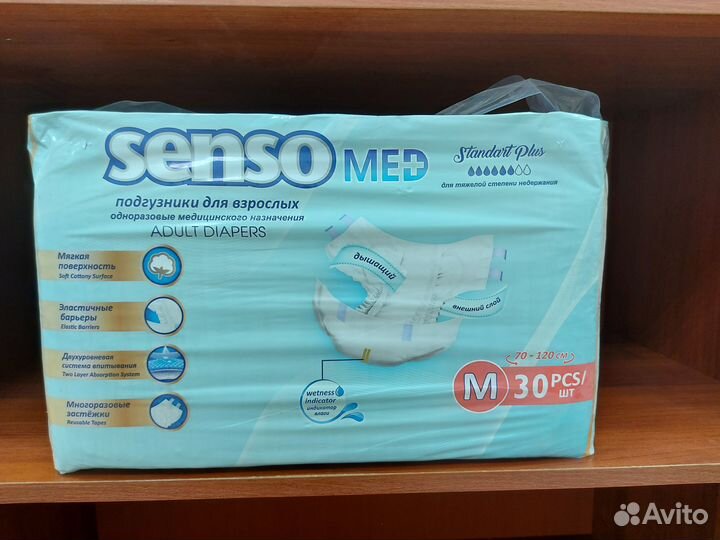 senso MED
Standart Plus
для тяжелой степени недержания
подгузники для взрослых
одноразовые медицинского назначения
ADULT DIAPERS
Мягкая
поверхность
Soft Cottony Surface
Эластичные
барьеры
Elastic Barriers
Двухуровневая
система впитывания
Two Layer Absorption System
Многоразовые
застёжки
Reusable Tapes
дышащий
внешний слой
wetness
indicator
индикатор
влаги
70 - 120 см
M 30 PCS/
шт
Avito